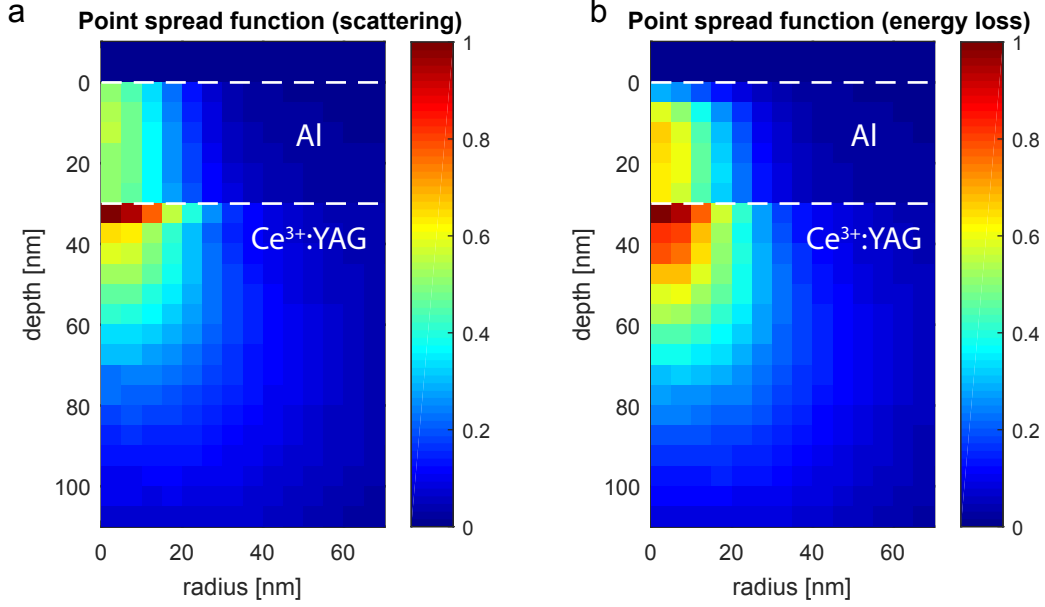 a
Point spread function (scattering)
0
20
40
60
80
100
depth [nm]
Al
Ce³⁺:YAG
0
20
40
60
radius [nm]
1
0.8
0.6
0.4
0.2
0
b
Point spread function (energy loss)
0
20
40
60
80
100
depth [nm]
Al
Ce³⁺:YAG
0
20
40
60
radius [nm]
1
0.8
0.6
0.4
0.2
0